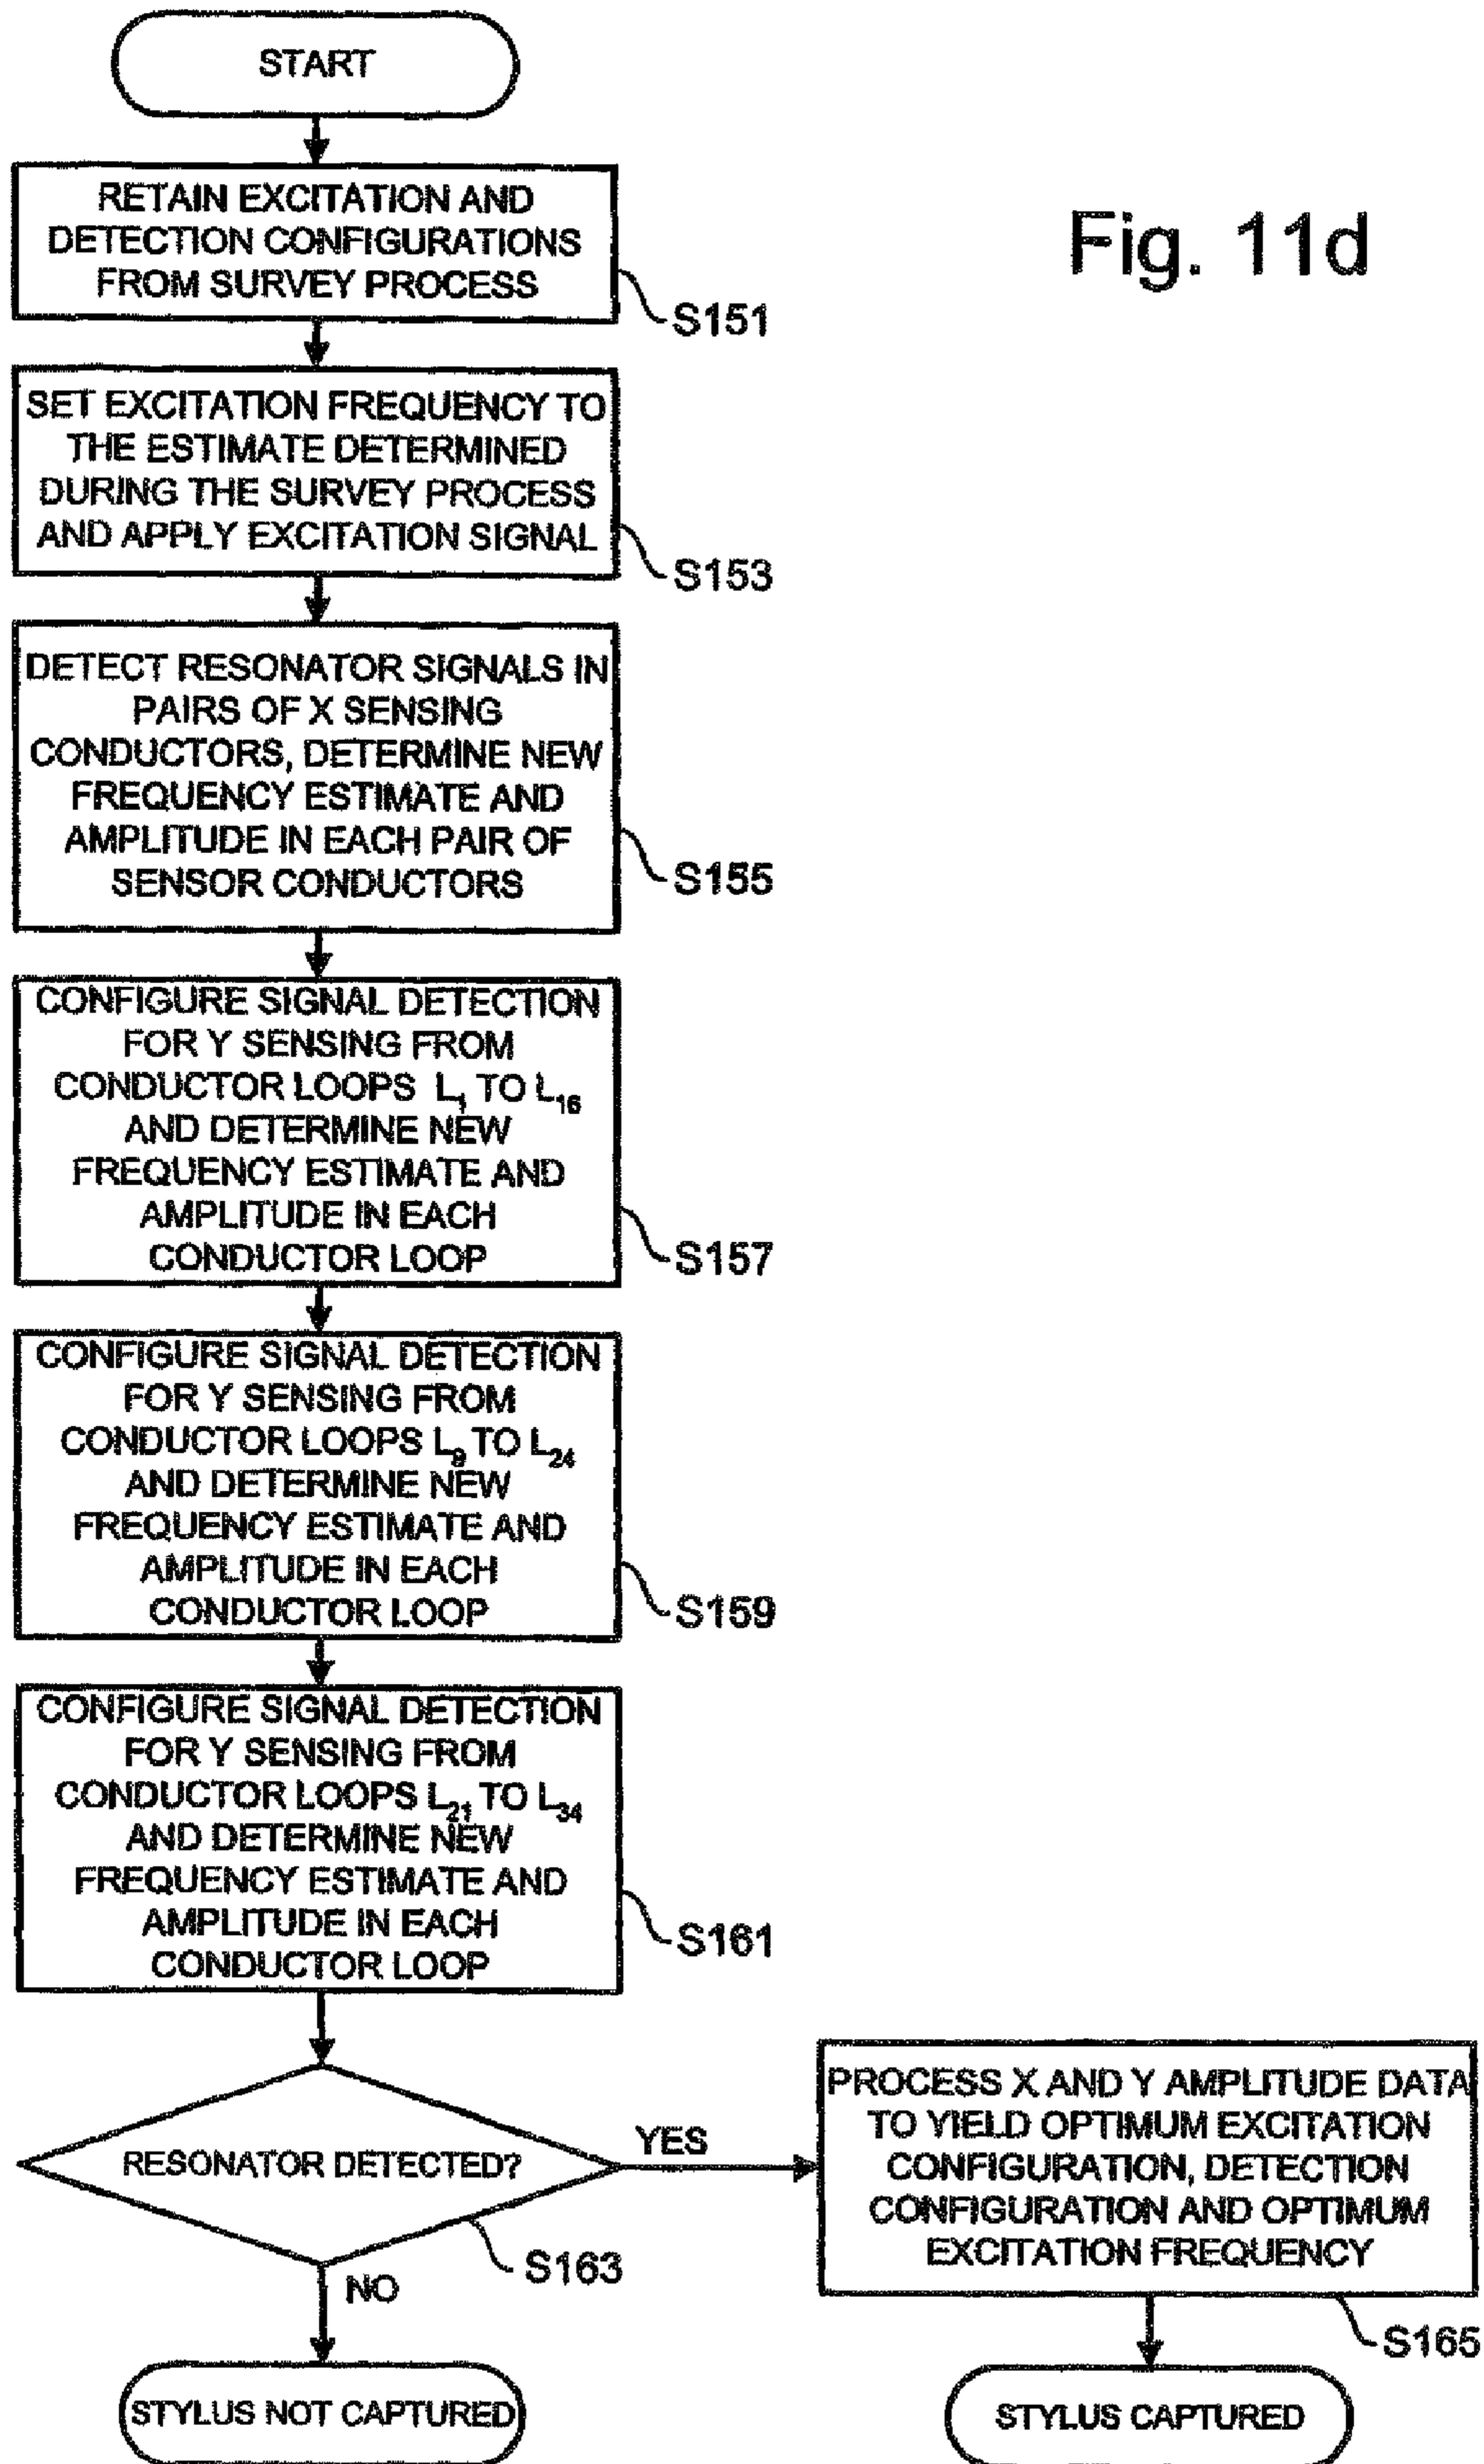 START
Fig. 11d
RETAIN EXCITATION AND
DETECTION CONFIGURATIONS
FROM SURVEY PROCESS
S151
SET EXCITATION FREQUENCY TO
THE ESTIMATE DETERMINED
DURING THE SURVEY PROCESS
AND APPLY EXCITATION SIGNAL
S153
DETECT RESONATOR SIGNALS IN
PAIRS OF X SENSING
CONDUCTORS, DETERMINE NEW
FREQUENCY ESTIMATE AND
AMPLITUDE IN EACH PAIR OF
SENSOR CONDUCTORS
S155
CONFIGURE SIGNAL DETECTION
FOR Y SENSING FROM
CONDUCTOR LOOPS L1 TO L16
AND DETERMINE NEW
FREQUENCY ESTIMATE AND
AMPLITUDE IN EACH
CONDUCTOR LOOP
S157
CONFIGURE SIGNAL DETECTION
FOR Y SENSING FROM
CONDUCTOR LOOPS L9 TO L24
AND DETERMINE NEW
FREQUENCY ESTIMATE AND
AMPLITUDE IN EACH
CONDUCTOR LOOP
S159
CONFIGURE SIGNAL DETECTION
FOR Y SENSING FROM
CONDUCTOR LOOPS L21 TO L34
AND DETERMINE NEW
FREQUENCY ESTIMATE AND
AMPLITUDE IN EACH
CONDUCTOR LOOP
S161
RESONATOR DETECTED?
S163
YES
NO
PROCESS X AND Y AMPLITUDE DATA
TO YIELD OPTIMUM EXCITATION
CONFIGURATION, DETECTION
CONFIGURATION AND OPTIMUM
EXCITATION FREQUENCY
S165
STYLUS NOT CAPTURED
STYLUS CAPTURED